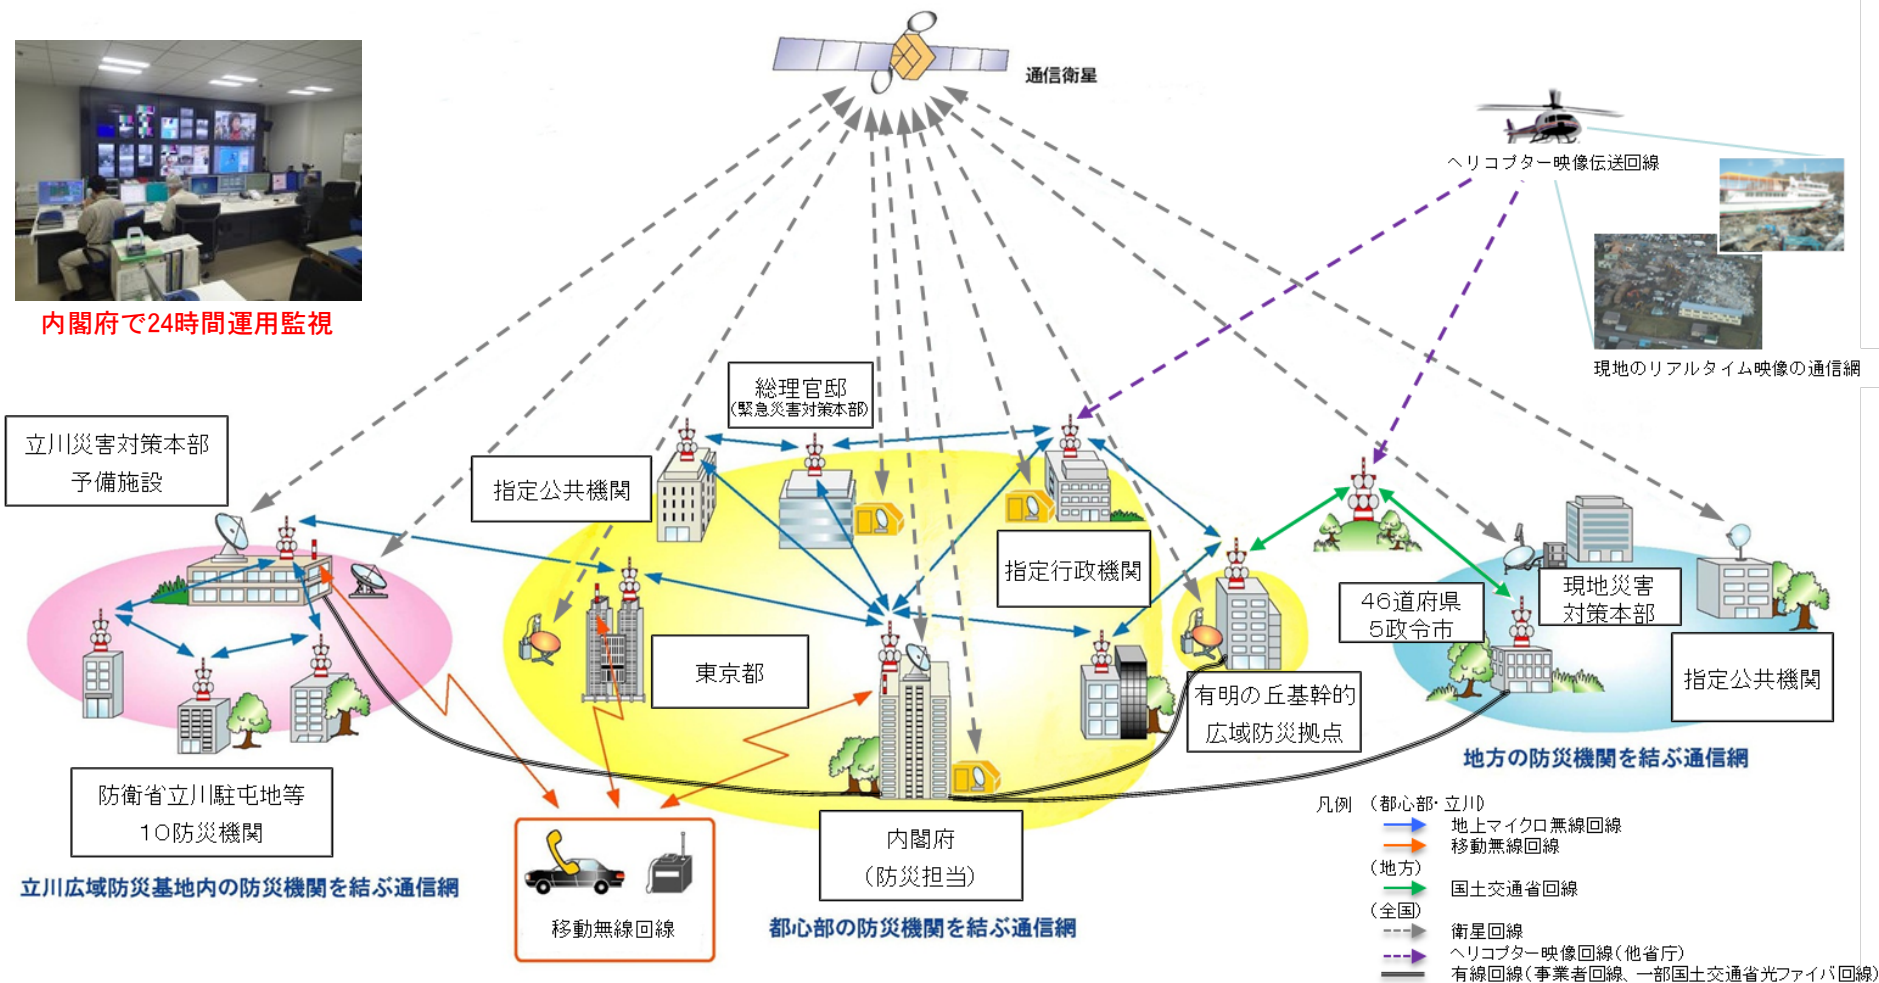 通信衛星
ヘリコプター映像伝送回線
内閣府で24時間運用監視
現地のリアルタイム映像の通信網
総理官邸
(緊急災害対策本部)
立川災害対策本部
予備施設
指定公共機関
指定行政機関
46道府県
5政令市
現地災害
対策本部
東京都
有明の丘基幹的
広域防災拠点
指定公共機関
地方の防災機関を結ぶ通信網
防衛省立川駐屯地等
10防災機関
立川広域防災基地内の防災機関を結ぶ通信網
移動無線回線
内閣府
(防災担当)
都心部の防災機関を結ぶ通信網
凡例 (都心部・立川)
地上マイクロ無線回線
移動無線回線
(地方)
国土交通省回線
(全国)
衛星回線
ヘリコプター映像回線(他省庁)
有線回線(事業者回線、一部国土交通省光ファイバ回線)